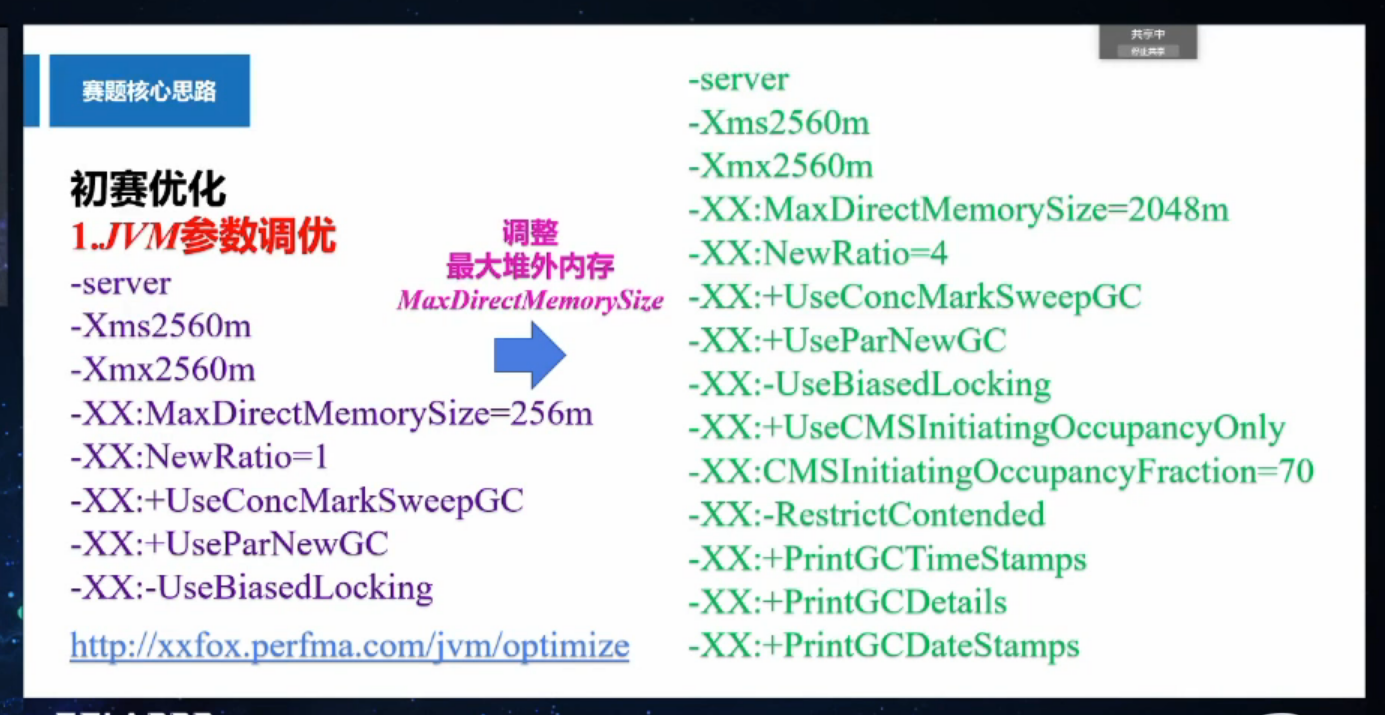 共享中
停止共享
赛题核心思路
初赛优化
1.JVM参数调优
-server
-Xms2560m
-Xmx2560m
-XX:MaxDirectMemorySize=256m
-XX:NewRatio=1
-XX:+UseConcMarkSweepGC
-XX:+UseParNewGC
-XX:-UseBiasedLocking
http://xxfox.perfma.com/jvm/optimize
调整
最大堆外内存
MaxDirectMemorySize
-server
-Xms2560m
-Xmx2560m
-XX:MaxDirectMemorySize=2048m
-XX:NewRatio=4
-XX:+UseConcMarkSweepGC
-XX:+UseParNewGC
-XX:-UseBiasedLocking
-XX:+UseCMSInitiatingOccupancyOnly
-XX:CMSInitiatingOccupancyFraction=70
-XX:-RestrictContended
-XX:+PrintGCTimeStamps
-XX:+PrintGCDetails
-XX:+PrintGCDateStamps